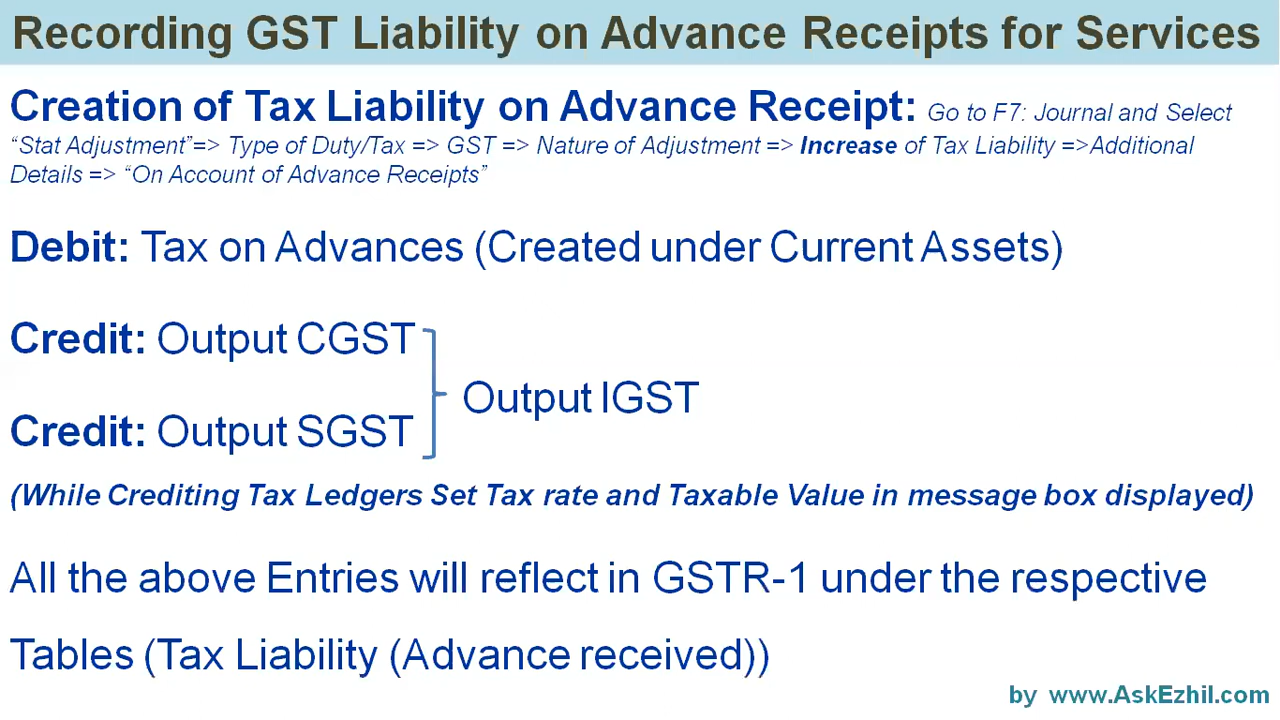 Recording GST Liability on Advance Receipts for Services
Creation of Tax Liability on Advance Receipt: Go to F7: Journal and Select
“Stat Adjustment”=> Type of Duty/Tax => GST => Nature of Adjustment => Increase of Tax Liability =>Additional
Details => “On Account of Advance Receipts”
Debit: Tax on Advances (Created under Current Assets)
Credit: Output CGST
Output IGST
Credit: Output SGST
(While Crediting Tax Ledgers Set Tax rate and Taxable Value in message box displayed)
All the above Entries will reflect in GSTR-1 under the respective
Tables (Tax Liability (Advance received))
by www.AskEzhil.com